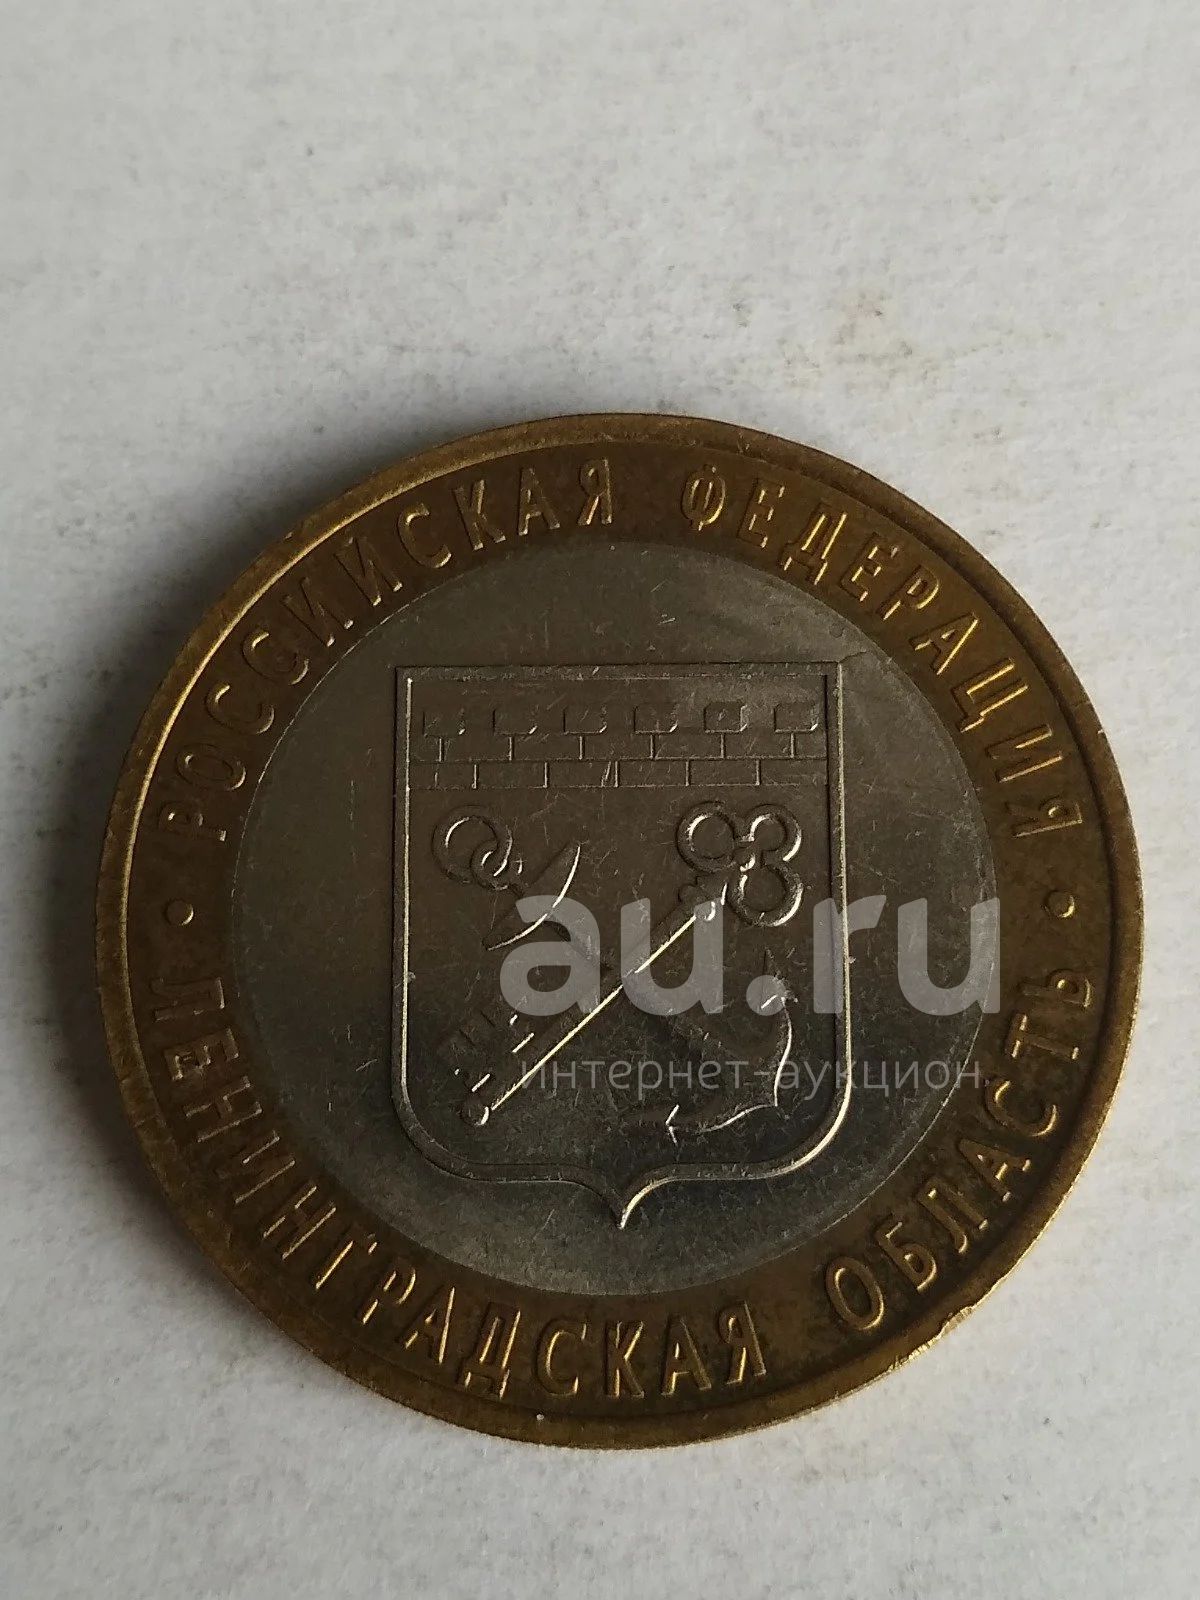 РОССИЙСКАЯ ФЕДЕРАЦИЯ
ЛЕНИНГРАДСКАЯ ОБЛАСТЬ
au.ru
интернет-аукцион